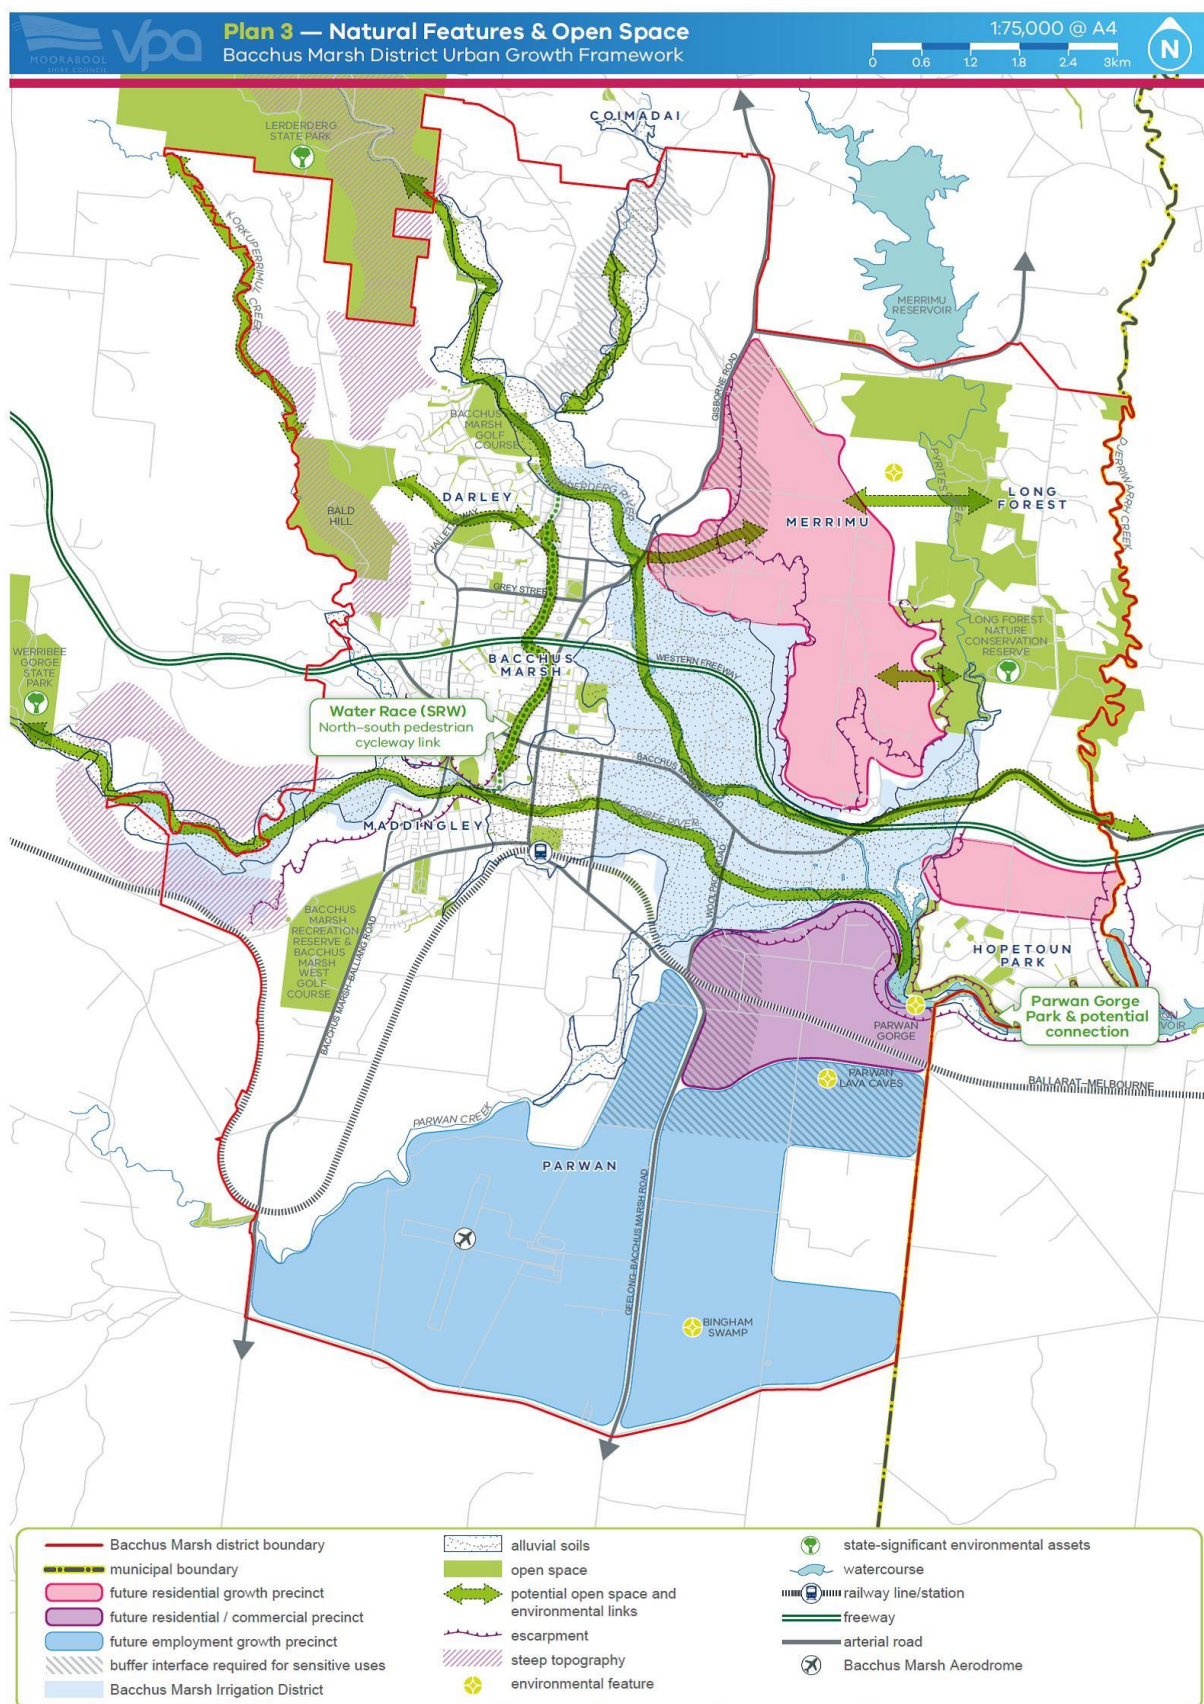 MOORABOOL
SHIRE COUNCIL
vpa
Plan 3 — Natural Features & Open Space
Bacchus Marsh District Urban Growth Framework
1:75,000 @ A4
0 0.6 1.2 1.8 2.4 3km
N
COIMADAI
LERDERDERG
STATE PARK
KORKUPERRIMUL CREEK
MERRIMU
RESERVOIR
GISBORNE ROAD
BACCHUS
MARSH
GOLF
COURSE
LERDERDERG RIVER
DARLEY
HALLETTS WAY
BALD
HILL
GREY STREET
MERRIMU
PYRITES CREEK
LONG
FOREST
DJERRIWARRH CREEK
LONG FOREST
NATURE
CONSERVATION
RESERVE
WERRIBEE
GORGE
STATE
PARK
BACCHUS
MARSH
WESTERN FREEWAY
Water Race (SRW)
North–south pedestrian
cycleway link
BACCHUS MARSH ROAD
WERRIBEE RIVER
MADDINGLEY
WOOLPACK ROAD
BACCHUS
MARSH
RECREATION
RESERVE &
BACCHUS
MARSH
WEST
GOLF
COURSE
BACCHUS MARSH-BALLIANG ROAD
HOPETOUN
PARK
Parwan Gorge
Park & potential
connection
VOIR
PARWAN
GORGE
PARWAN
LAVA CAVES
BALLARAT–MELBOURNE
PARWAN CREEK
PARWAN
GEELONG-BACCHUS MARSH ROAD
BINGHAM
SWAMP
Bacchus Marsh district boundary
municipal boundary
future residential growth precinct
future residential / commercial precinct
future employment growth precinct
buffer interface required for sensitive uses
Bacchus Marsh Irrigation District
alluvial soils
open space
potential open space and
environmental links
escarpment
steep topography
environmental feature
state-significant environmental assets
watercourse
railway line/station
freeway
arterial road
Bacchus Marsh Aerodrome